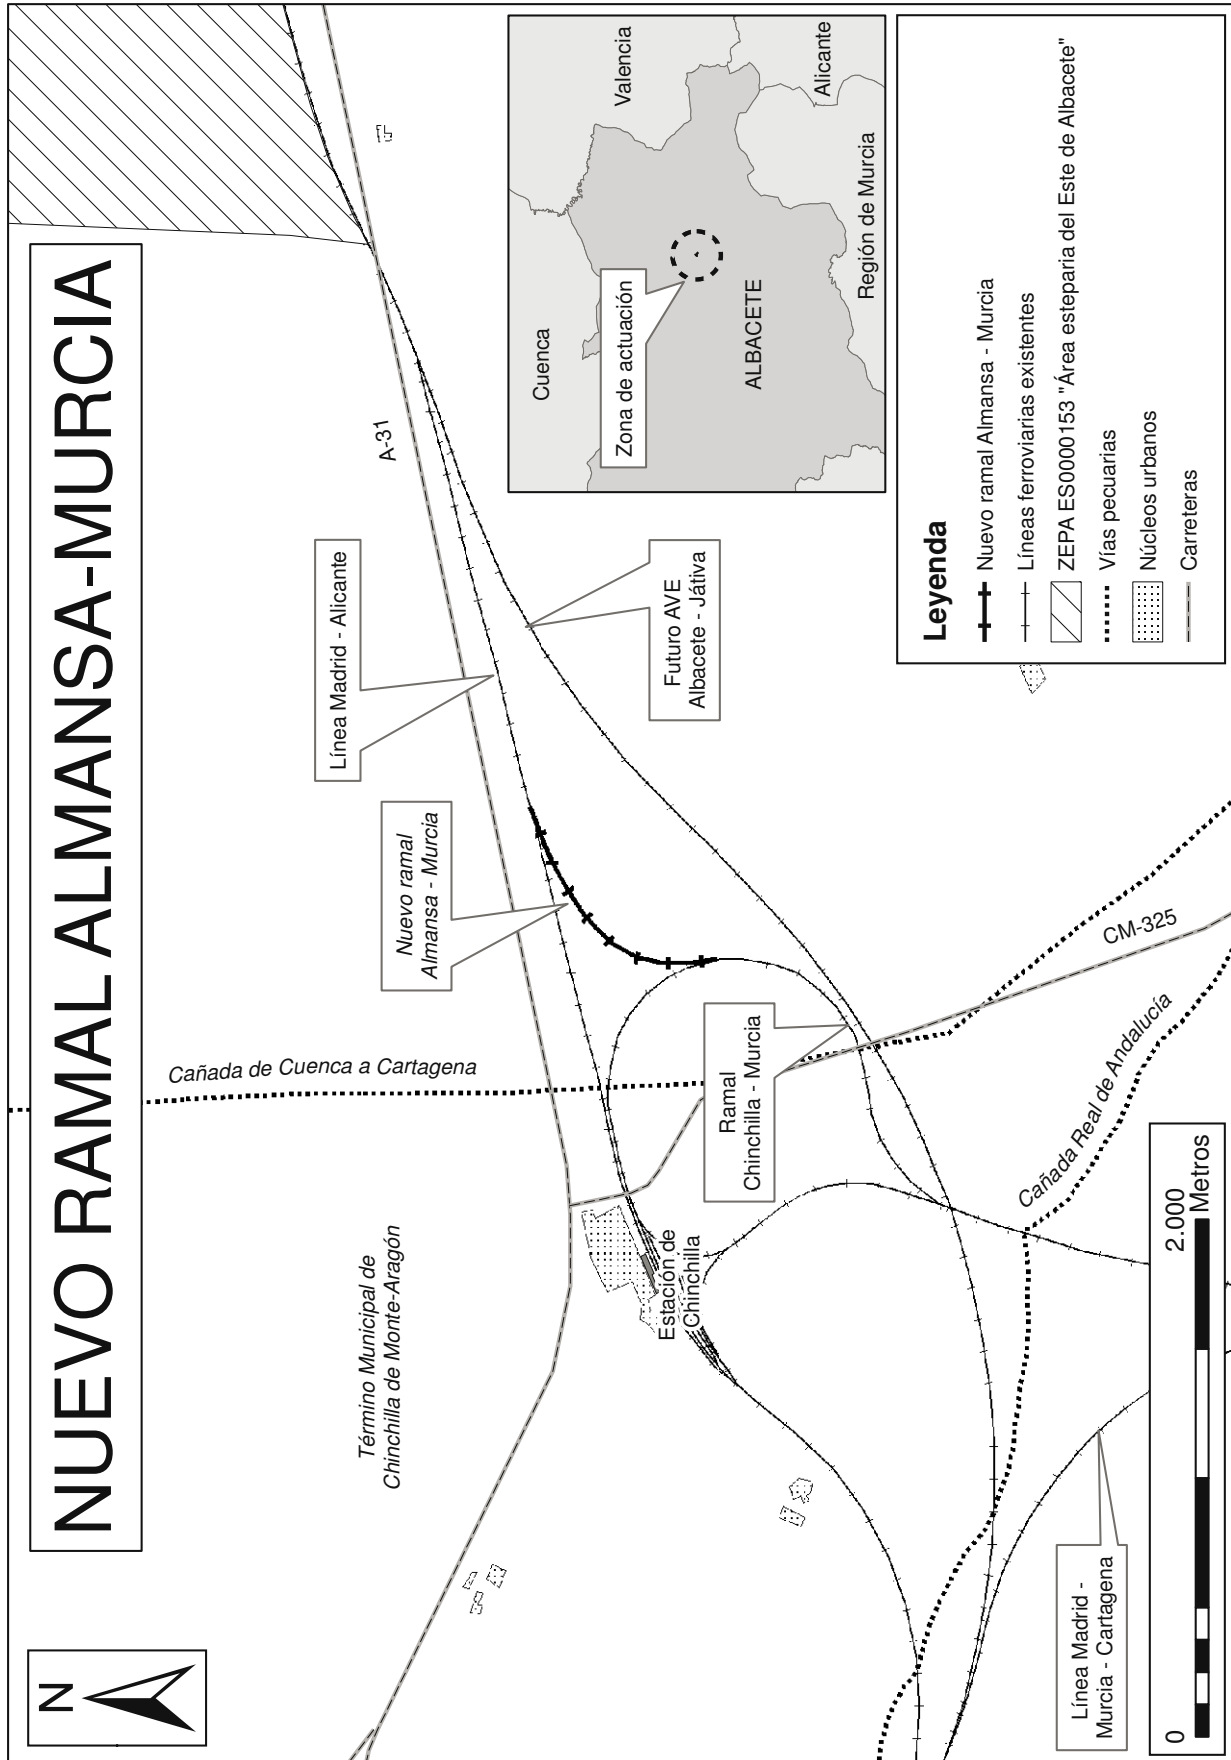 NUEVO RAMAL ALMANSA-MURCIA
N
A-31
Línea Madrid - Alicante
Nuevo ramal
Almansa - Murcia
Futuro AVE
Albacete - Játiva
Cañada de Cuenca a Cartagena
Término Municipal de
Chinchilla de Monte-Aragón
Estación de
Chinchilla
Ramal
Chinchilla - Murcia
CM-325
Cañada Real de Andalucía
Línea Madrid -
Murcia - Cartagena
0
2.000
Metros
Cuenca
Valencia
Zona de actuación
ALBACETE
Alicante
Región de Murcia
Leyenda
Nuevo ramal Almansa - Murcia
Líneas ferroviarias existentes
ZEPA ES0000153 "Área esteparia del Este de Albacete"
Vías pecuarias
Núcleos urbanos
Carreteras